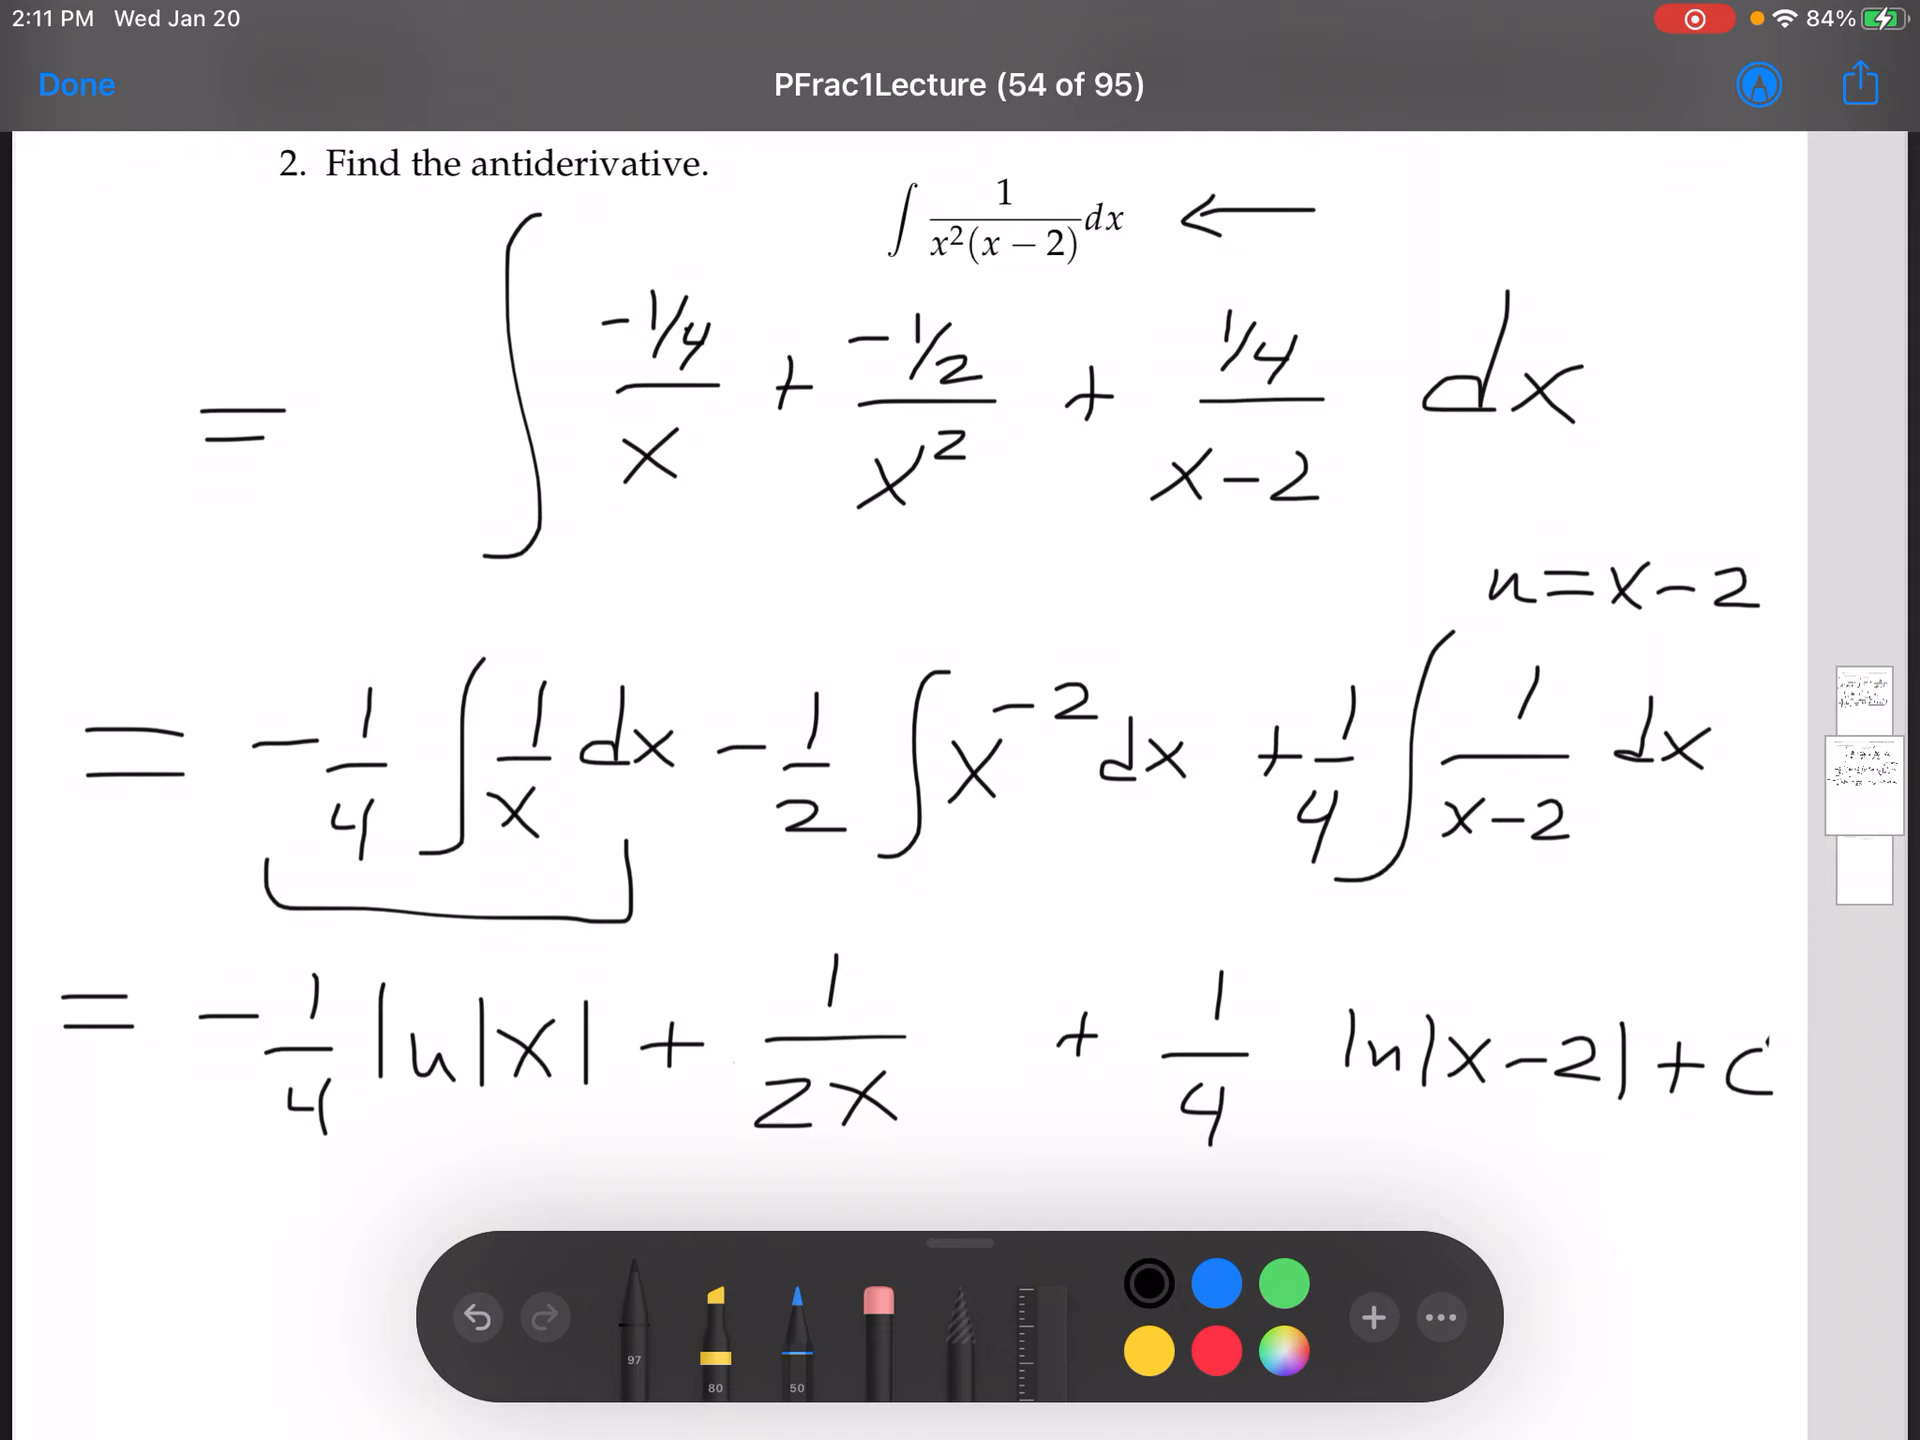 2:11 PM Wed Jan 20 84%
Done PFrac1Lecture (54 of 95)
2. Find the antiderivative.
∫ 1/(x²(x − 2)) dx ←
= ∫ (-1/4)/x + (-1/2)/x² + (1/4)/(x-2) dx
u=x-2
= -1/4 ∫ 1/x dx - 1/2 ∫ x⁻² dx + 1/4 ∫ 1/(x-2) dx
= -1/4 ln|x| + 1/2x + 1/4 ln|x-2| + C
97 80 50